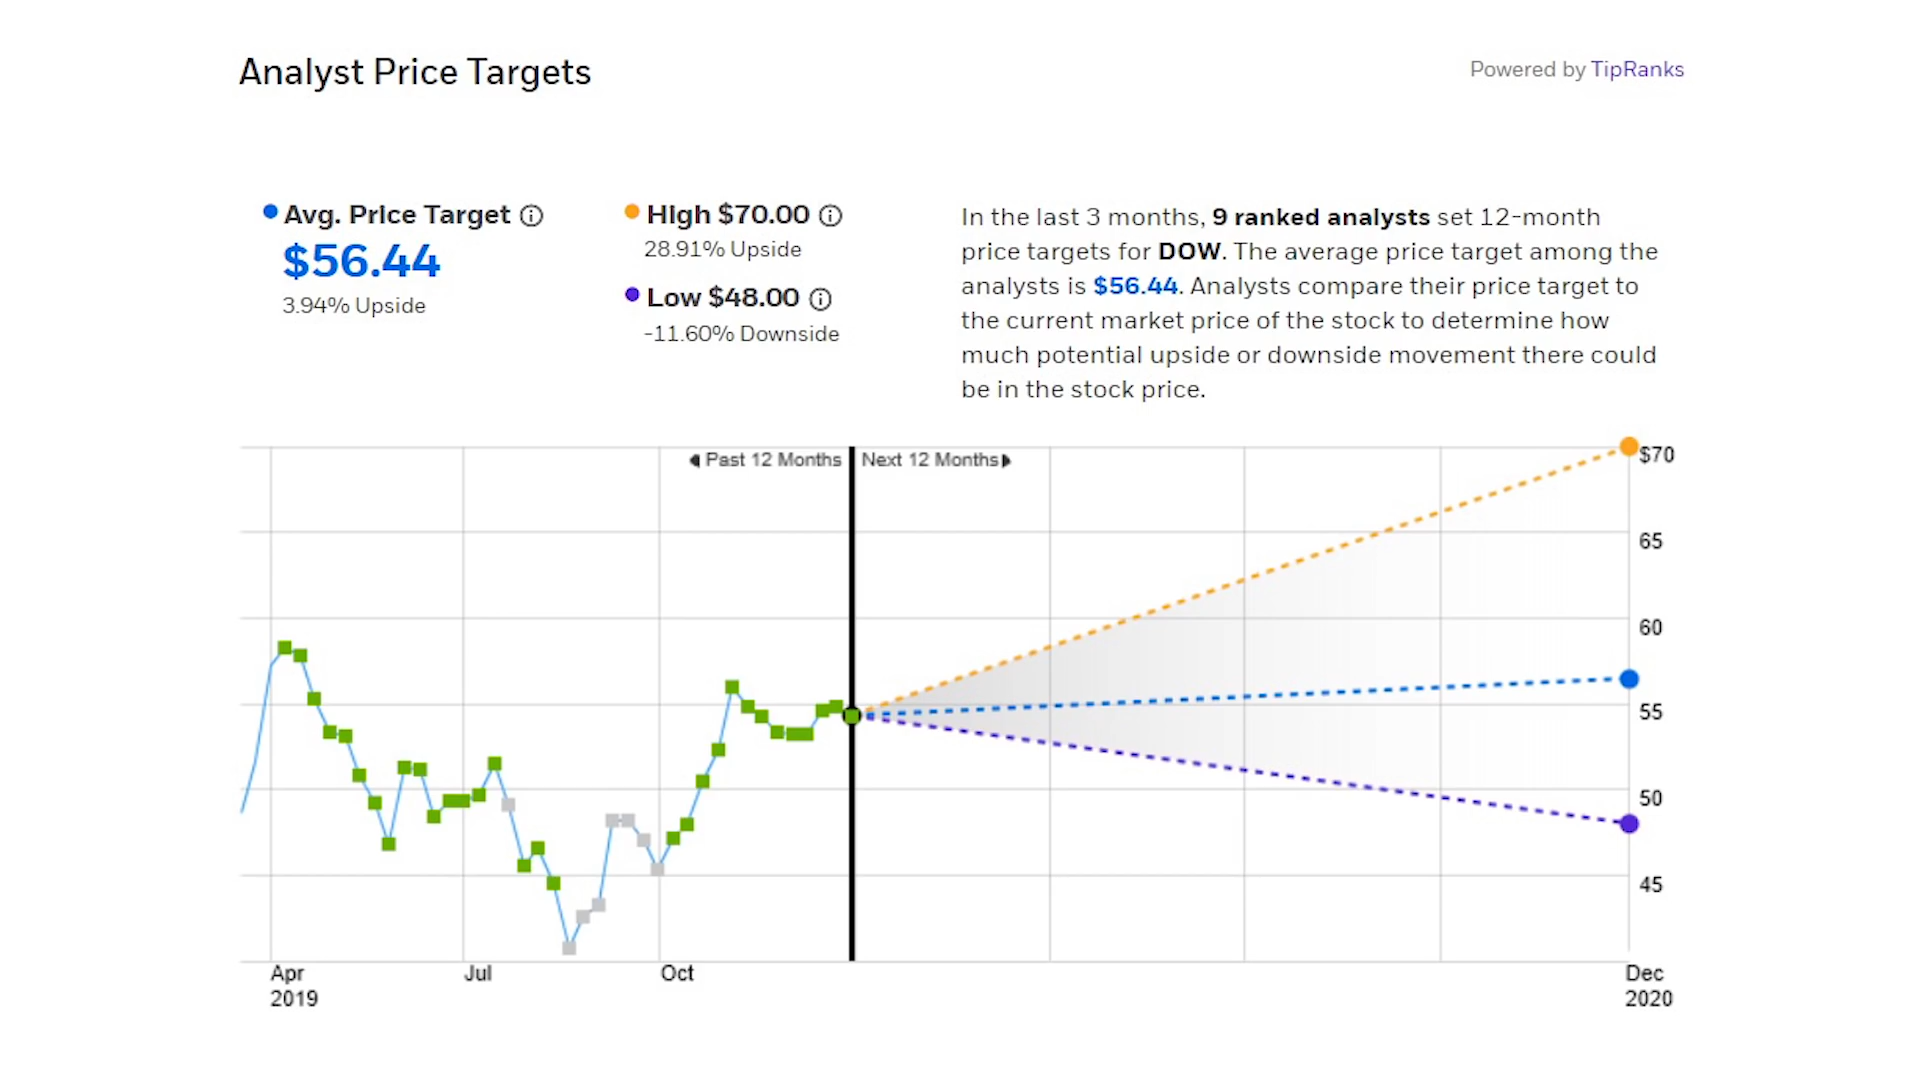 Analyst Price Targets
Powered by TipRanks
Avg. Price Target
$56.44
3.94% Upside
High $70.00
28.91% Upside
Low $48.00
-11.60% Downside
In the last 3 months, 9 ranked analysts set 12-month
price targets for DOW. The average price target among the
analysts is $56.44. Analysts compare their price target to
the current market price of the stock to determine how
much potential upside or downside movement there could
be in the stock price.
Past 12 Months
Next 12 Months
$70
65
60
55
50
45
Apr
2019
Jul
Oct
Dec
2020